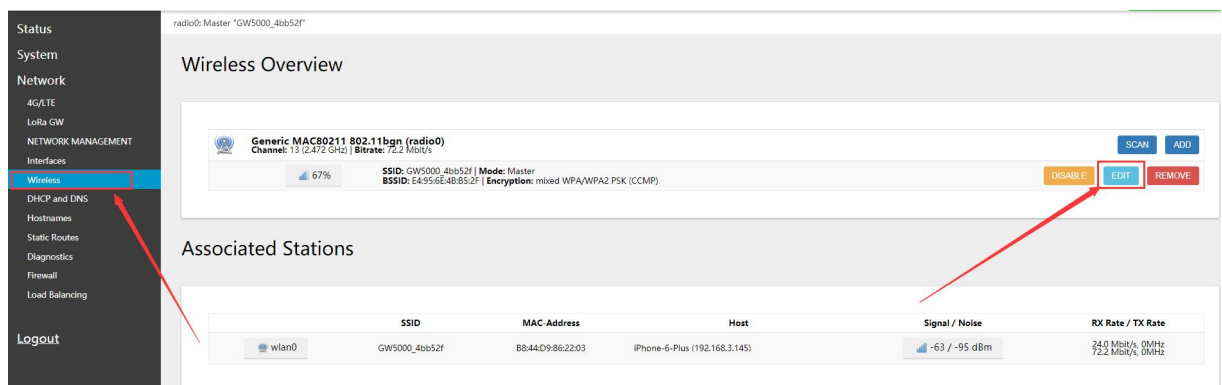 Status
System
Network
4G/LTE
LoRa GW
NETWORK MANAGEMENT
Interfaces
Wireless
DHCP and DNS
Hostnames
Static Routes
Diagnostics
Firewall
Load Balancing
Logout
radio0: Master "GW5000_4bb52f"
Wireless Overview
Generic MAC80211 802.11bgn (radio0)
Channel: 13 (2.472 GHz) | Bitrate: 72.2 Mbit/s
SCAN ADD
67%
SSID: GW5000_4bb52f | Mode: Master
BSSID: E4:95:6E:4B:B5:2F | Encryption: mixed WPA/WPA2 PSK (CCMP)
DISABLE EDIT REMOVE
Associated Stations
SSID MAC-Address Host Signal / Noise RX Rate / TX Rate
wlan0 GW5000_4bb52f B8:44:D9:86:22:03 iPhone-6-Plus (192.168.3.145) -63 / -95 dBm 24.0 Mbit/s, 0MHz
72.2 Mbit/s, 0MHz